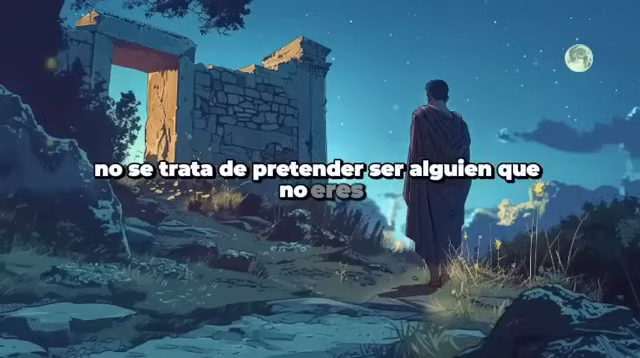 no se trata de pretender ser alguien que
no eres